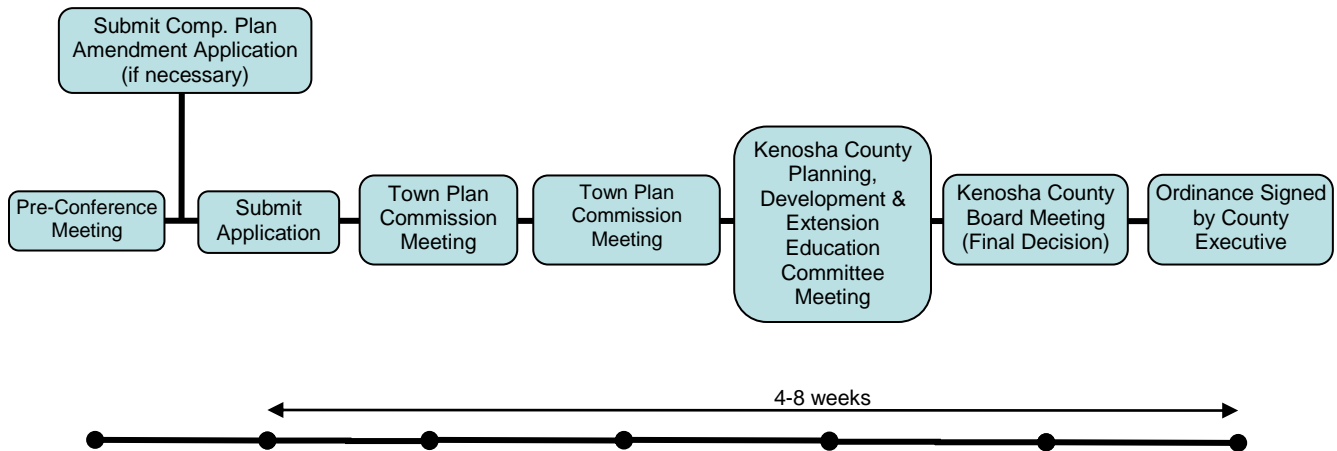 Submit Comp. Plan
Amendment Application
(if necessary)
Pre-Conference
Meeting
Submit
Application
Town Plan
Commission
Meeting
Town Plan
Commission
Meeting
Kenosha County
Planning,
Development &
Extension
Education
Committee
Meeting
Kenosha County
Board Meeting
(Final Decision)
Ordinance Signed
by County
Executive
4-8 weeks